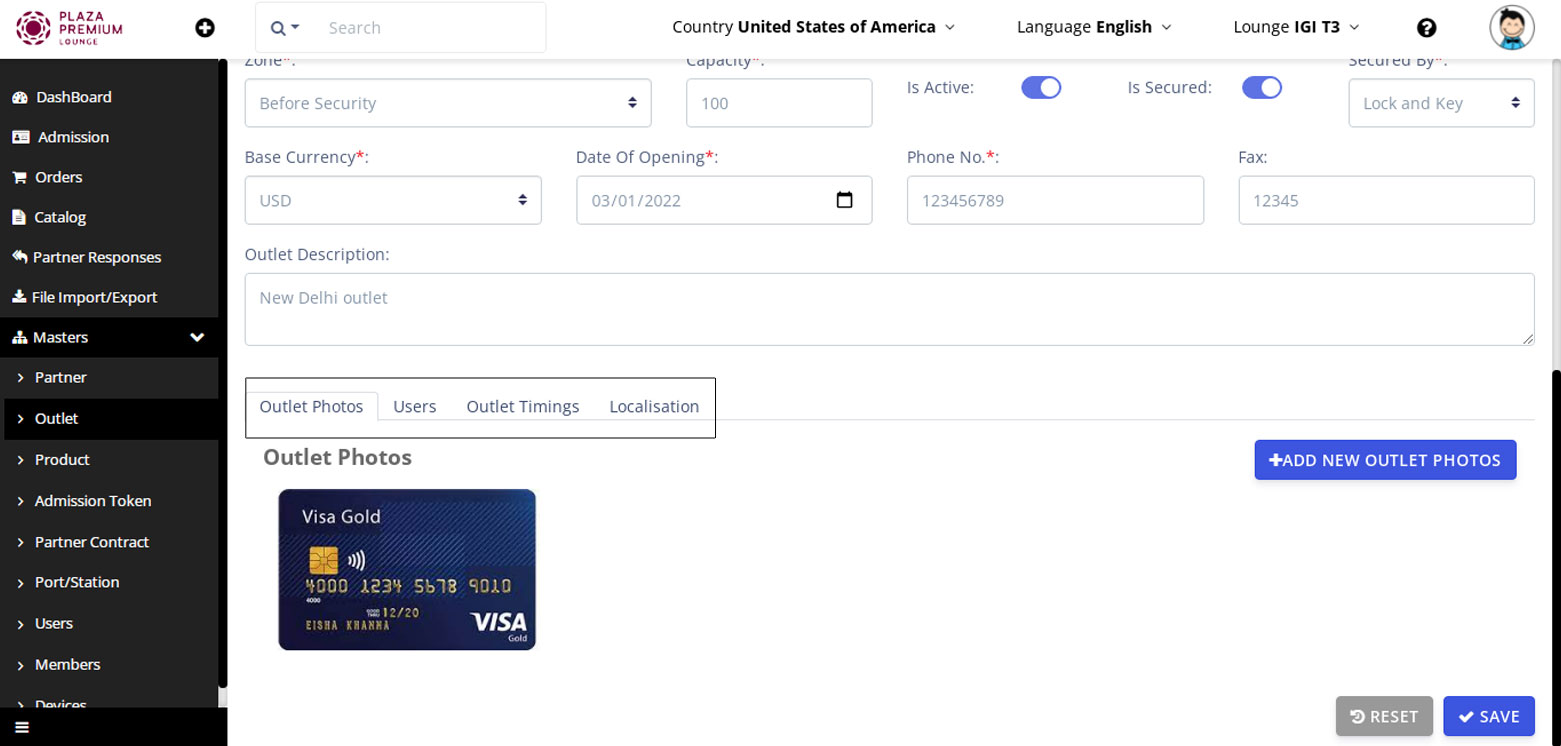 PLAZA
PREMIUM
LOUNGE
Search
Country United States of America
Language English
Lounge IGI T3
DashBoard
Admission
Orders
Catalog
Partner Responses
File Import/Export
Masters
Partner
Outlet
Product
Admission Token
Partner Contract
Port/Station
Users
Members
Devices
Zone*:
Capacity*:
Is Active:
Is Secured:
Secured By*:
Before Security
100
Lock and Key
Base Currency*:
Date Of Opening*:
Phone No.*:
Fax:
USD
03/01/2022
123456789
12345
Outlet Description:
New Delhi outlet
Outlet Photos
Users
Outlet Timings
Localisation
Outlet Photos
ADD NEW OUTLET PHOTOS
Visa Gold
4000 1234 5678 9010
4000
GOOD THRU 12/20
EISHA KHANNA
VISA
Gold
RESET
SAVE